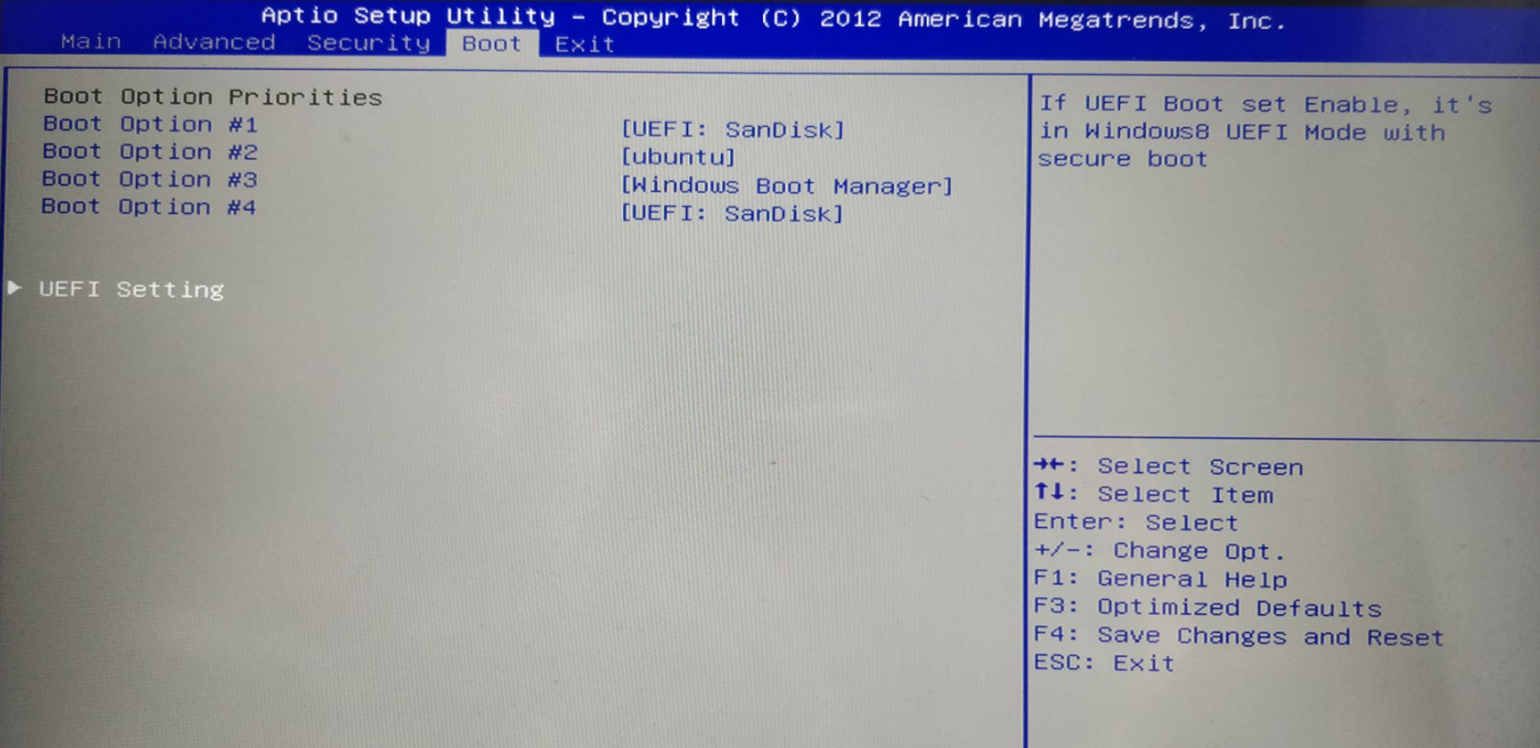 Aptio Setup Utility – Copyright (C) 2012 American Megatrends, Inc.
Main Advanced Security Boot Exit
Boot Option Priorities
Boot Option #1 [UEFI: SanDisk]
Boot Option #2 [ubuntu]
Boot Option #3 [Windows Boot Manager]
Boot Option #4 [UEFI: SanDisk]
► UEFI Setting
If UEFI Boot set Enable, it's
in Windows8 UEFI Mode with
secure boot
→←: Select Screen
↑↓: Select Item
Enter: Select
+/-: Change Opt.
F1: General Help
F3: Optimized Defaults
F4: Save Changes and Reset
ESC: Exit